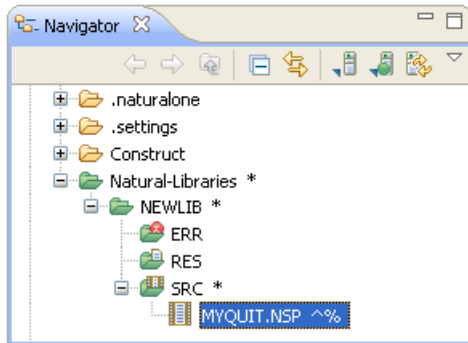 Navigator
.naturalone
.settings
Construct
Natural-Libraries *
NEWLIB *
ERR
RES
SRC *
MYQUIT.NSP ^%